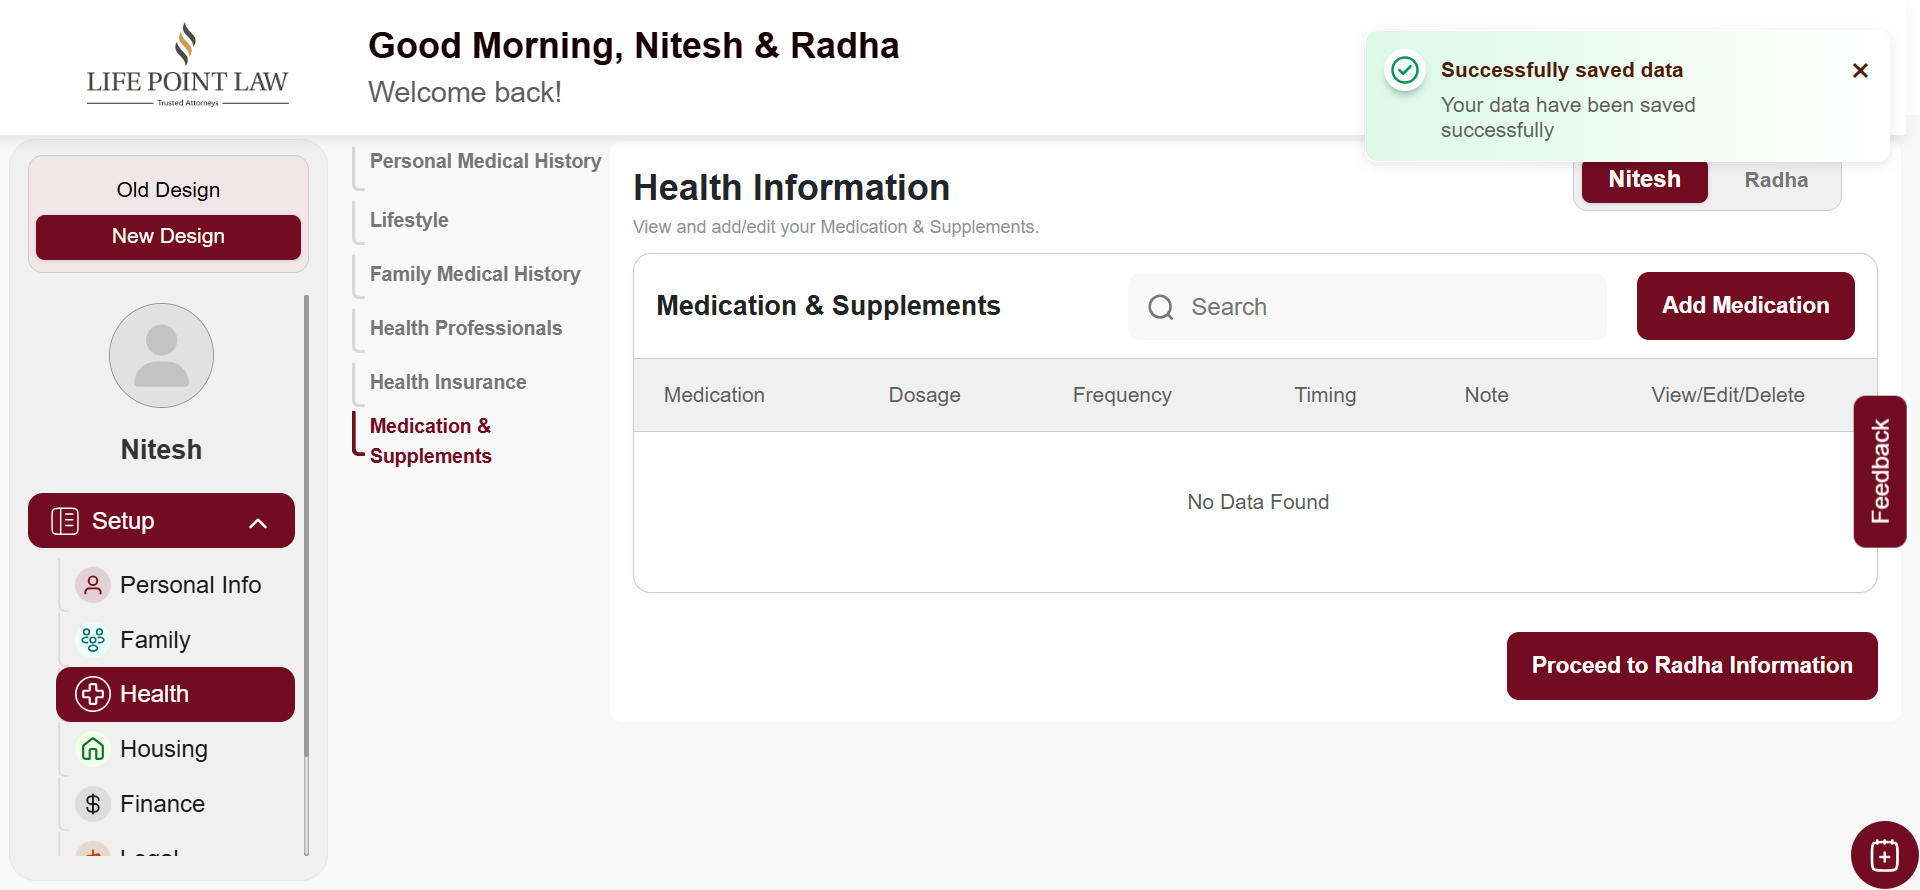 LIFE POINT LAW
Trusted Attorneys
Good Morning, Nitesh & Radha
Welcome back!
Successfully saved data
Your data have been saved
successfully
Old Design
New Design
Nitesh
Setup
Personal Info
Family
Health
Housing
Finance
Legal
Personal Medical History
Lifestyle
Family Medical History
Health Professionals
Health Insurance
Medication &
Supplements
Health Information
View and add/edit your Medication & Supplements.
Nitesh
Radha
Medication & Supplements
Search
Add Medication
Medication Dosage Frequency Timing Note View/Edit/Delete
No Data Found
Proceed to Radha Information
Feedback